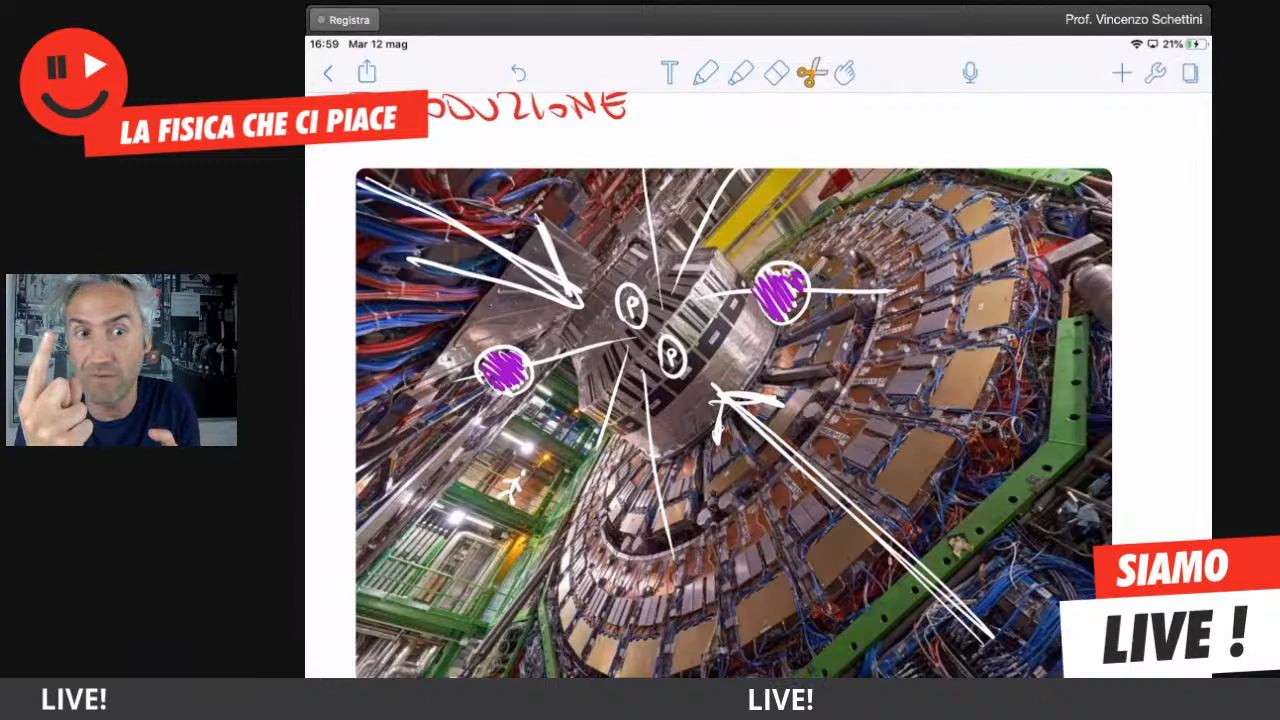 Registra
Prof. Vincenzo Schettini
16:59 Mar 12 mag
21%
T
LA FISICA CHE CI PIACE
ODUZIONE
P
P
SIAMO
LIVE !
LIVE!
LIVE!